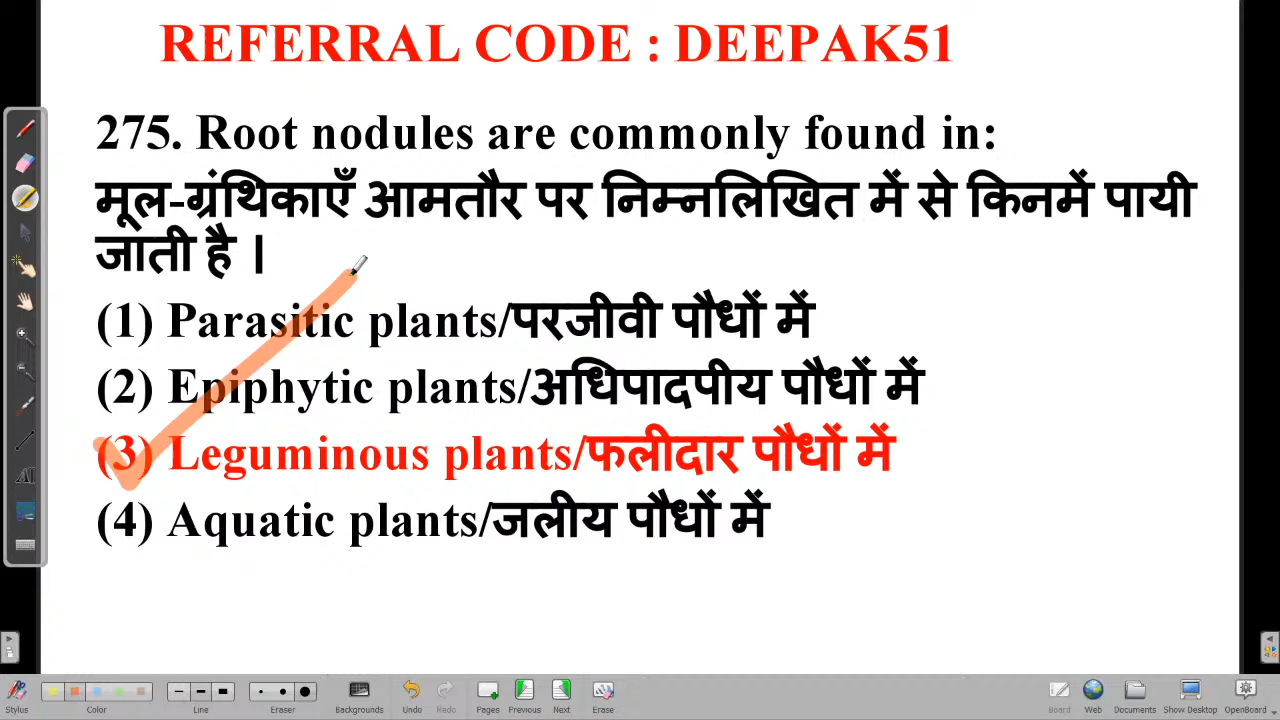 REFERRAL CODE : DEEPAK51
275. Root nodules are commonly found in:
मूल-ग्रंथिकाएँ आमतौर पर निम्नलिखित में से किनमें पायी
जाती है ।
(1) Parasitic plants/परजीवी पौधों में
(2) Epiphytic plants/अधिपादपीय पौधों में
(3) Leguminous plants/फलीदार पौधों में
(4) Aquatic plants/जलीय पौधों में
Stylus Color Line Eraser Backgrounds Undo Redo Pages Previous Next Erase Board Web Documents Show Desktop OpenBoard